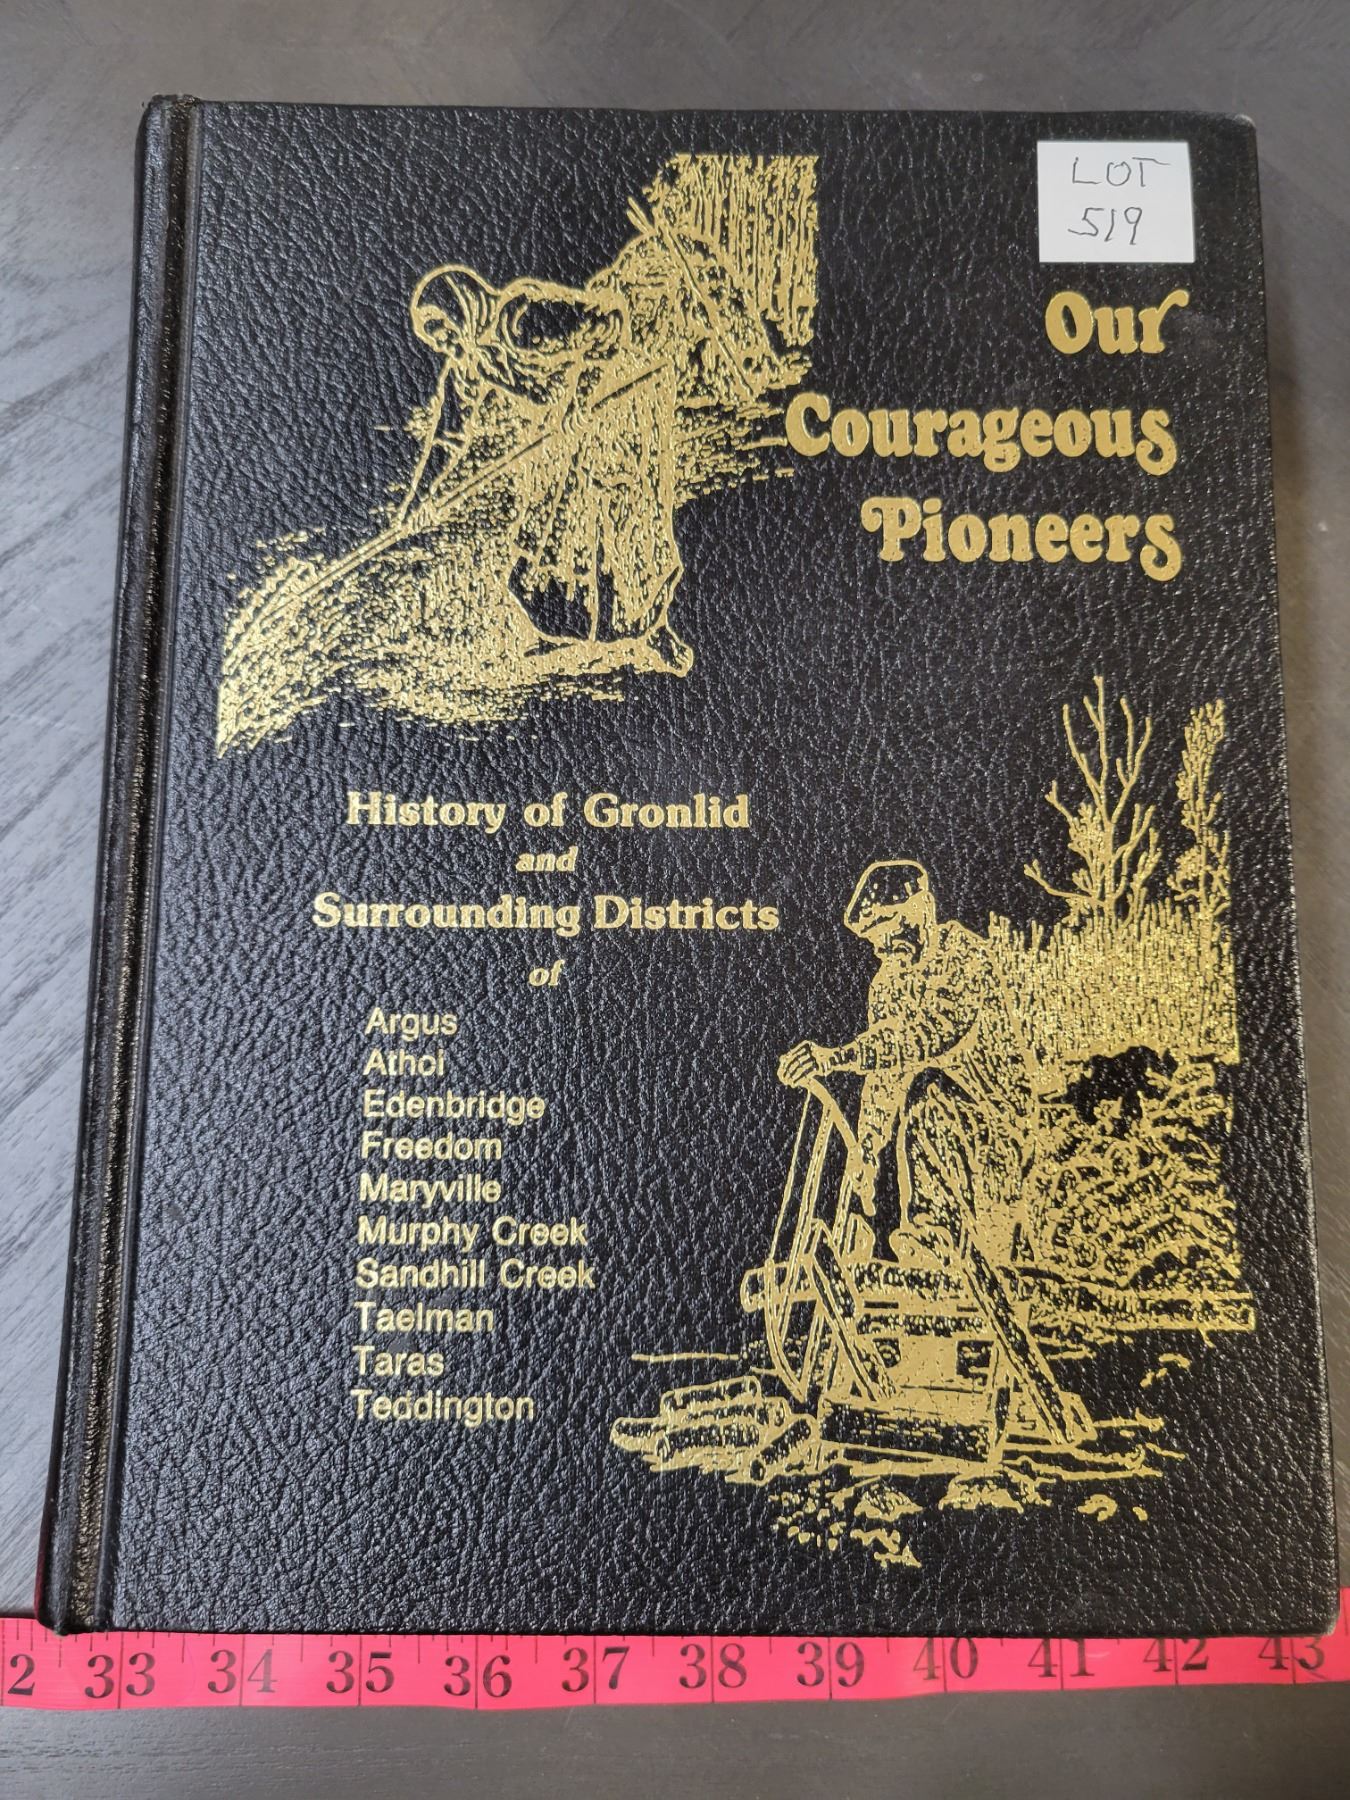 LOT
519
Our
Courageous
Pioneers
History of Gronlid
and
Surrounding Districts
of
Argus
Athol
Edenbridge
Freedom
Maryville
Murphy Creek
Sandhill Creek
Taelman
Taras
Teddington
2 33 34 35 36 37 38 39 40 41 42 43